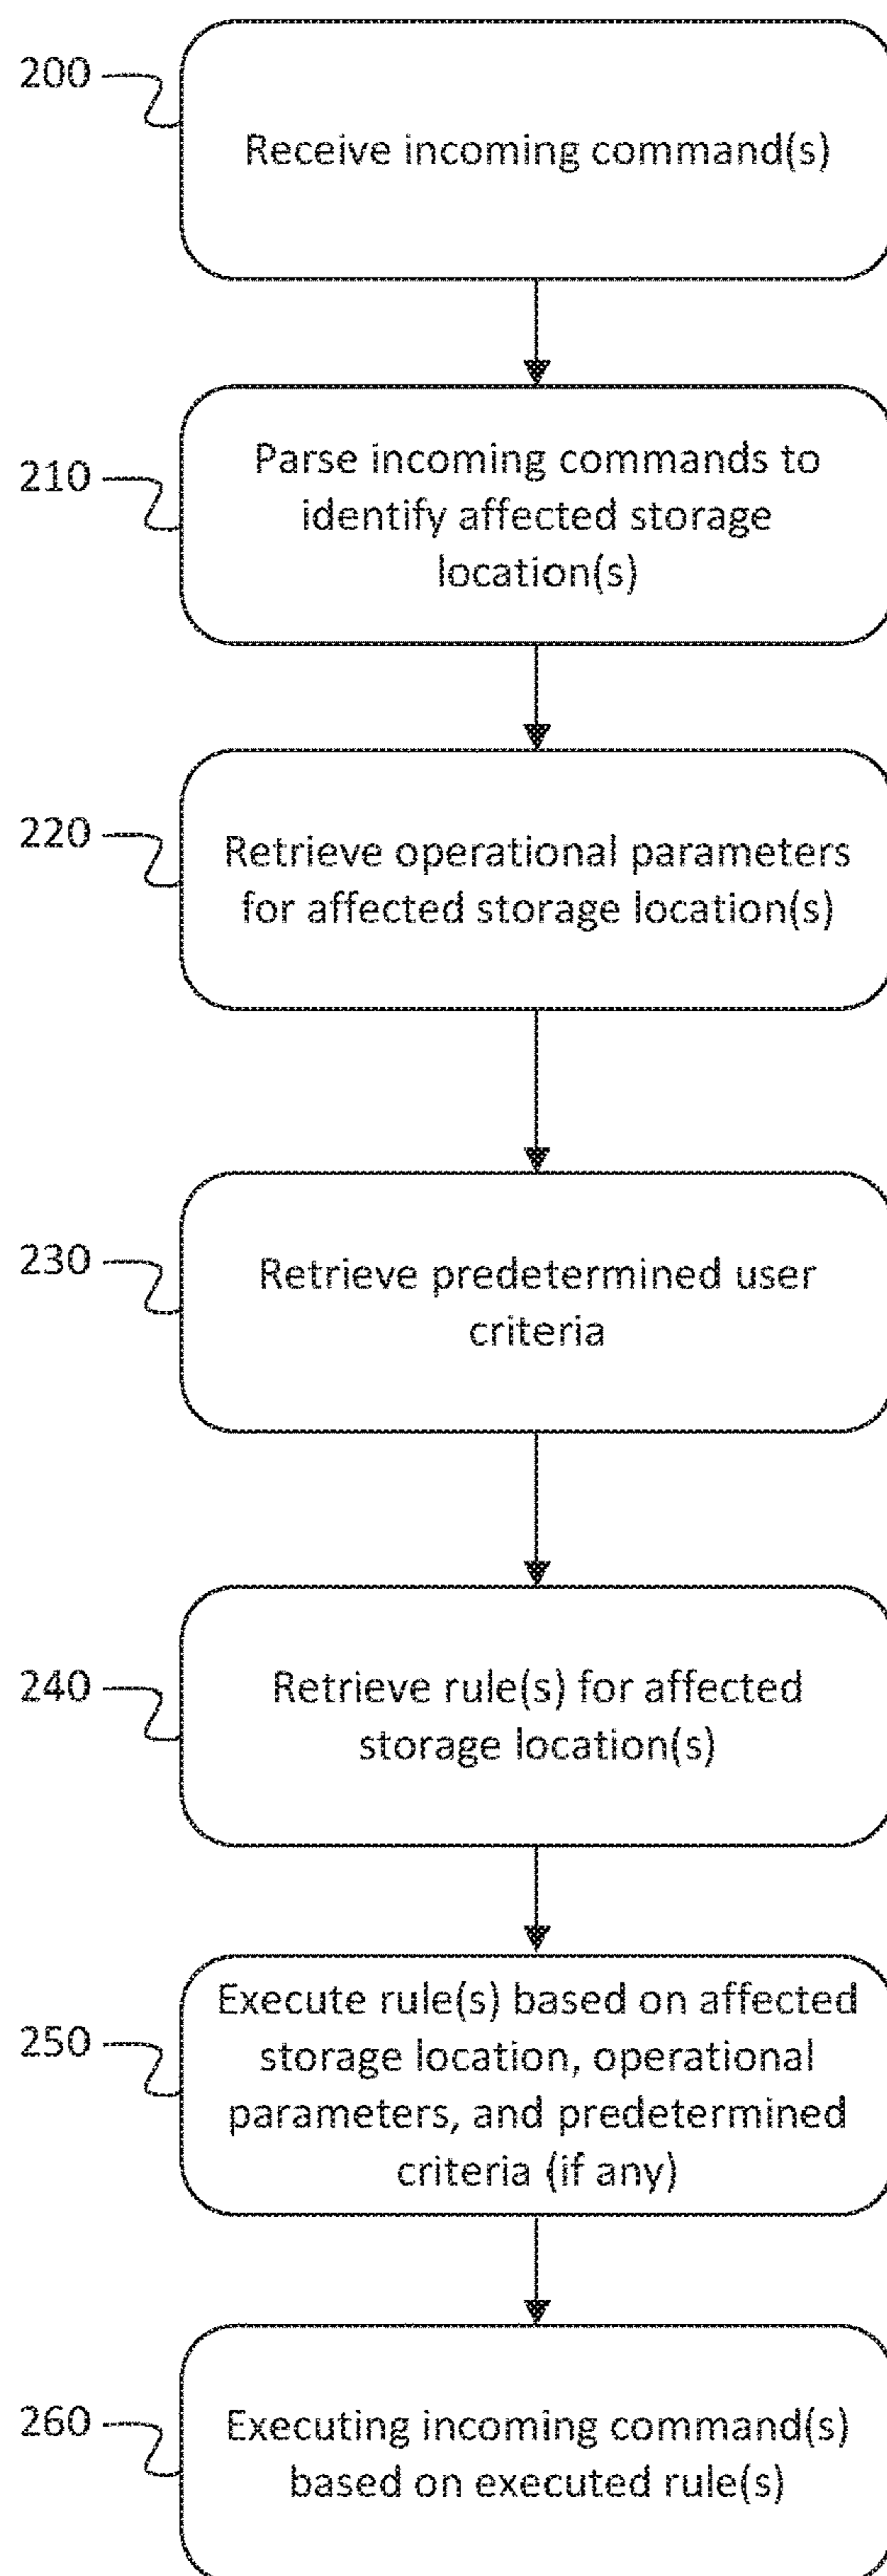 200
Receive incoming command(s)
210
Parse incoming commands to
identify affected storage
location(s)
220
Retrieve operational parameters
for affected storage location(s)
230
Retrieve predetermined user
criteria
240
Retrieve rule(s) for affected
storage location(s)
250
Execute rule(s) based on affected
storage location, operational
parameters, and predetermined
criteria (if any)
260
Executing incoming command(s)
based on executed rule(s)